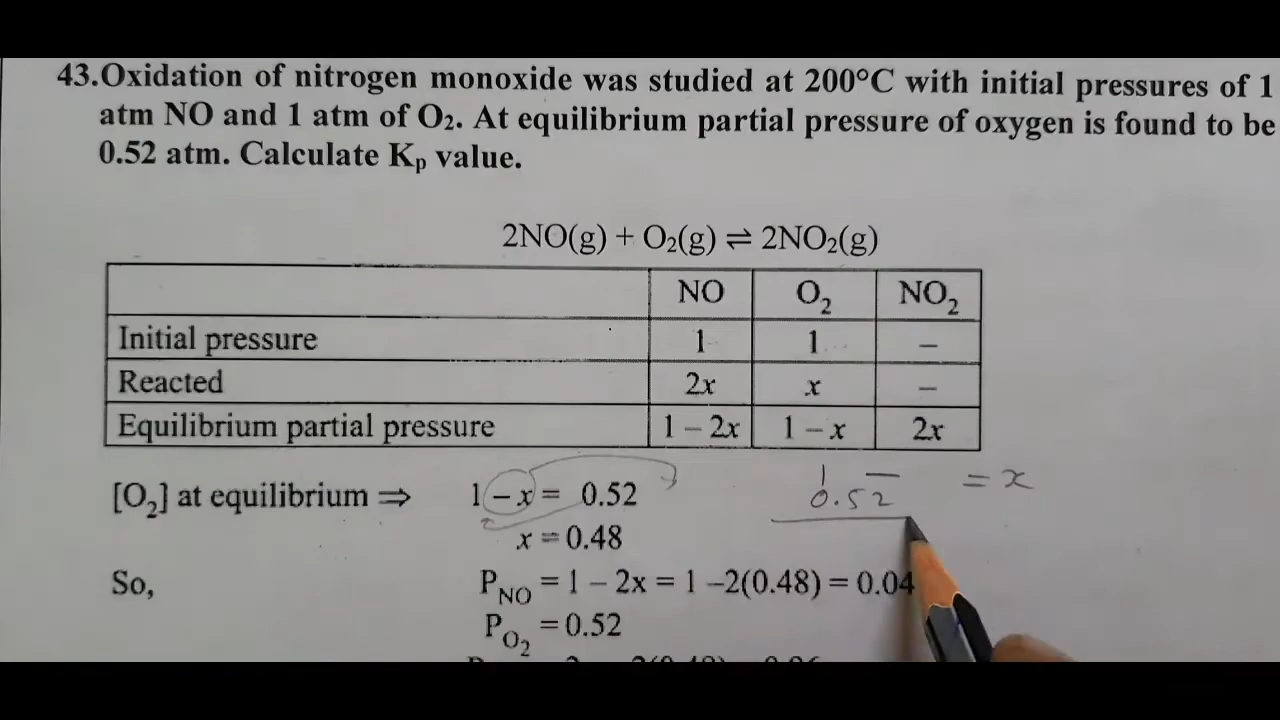 43.Oxidation of nitrogen monoxide was studied at 200°C with initial pressures of 1
atm NO and 1 atm of O₂. At equilibrium partial pressure of oxygen is found to be
0.52 atm. Calculate Kₚ value.
2NO(g) + O₂(g) ⇌ 2NO₂(g)
NO O₂ NO₂
Initial pressure 1 1 –
Reacted 2x x –
Equilibrium partial pressure 1 – 2x 1 – x 2x
[O₂] at equilibrium ⇒ 1 – x = 0.52
1 – 0.52 = x
x = 0.48
So, P_NO = 1 – 2x = 1 –2(0.48) = 0.04
P_O₂ = 0.52